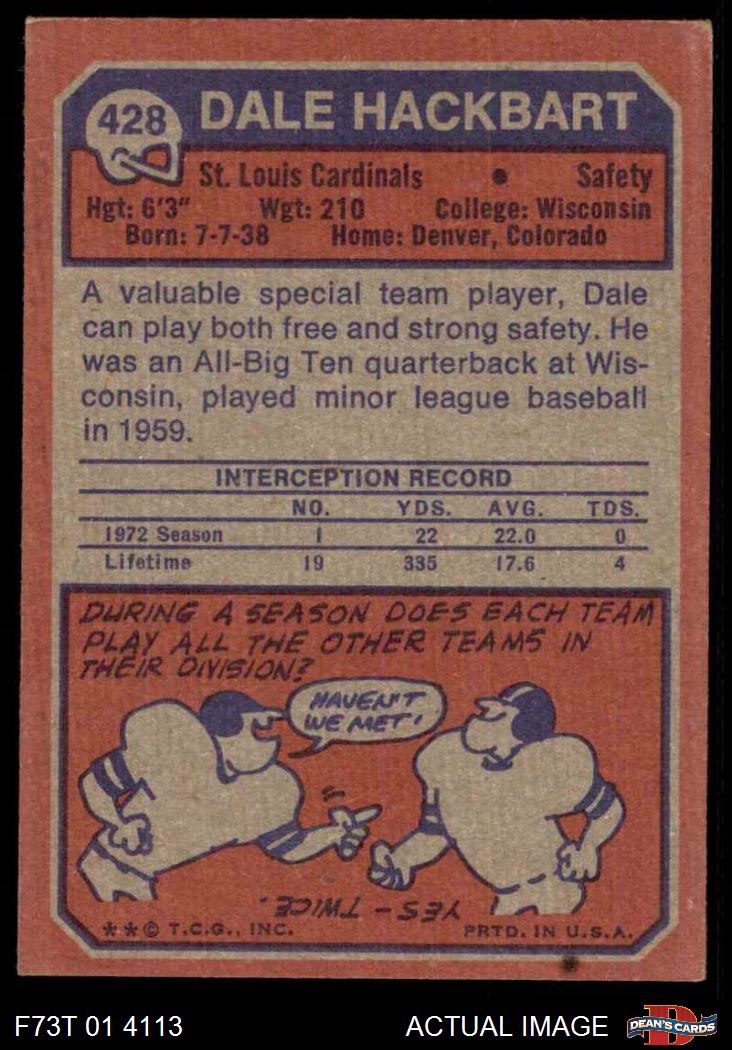 428
DALE HACKBART
St. Louis Cardinals • Safety
Hgt: 6'3" Wgt: 210 College: Wisconsin
Born: 7-7-38 Home: Denver, Colorado
A valuable special team player, Dale
can play both free and strong safety. He
was an All-Big Ten quarterback at Wis-
consin, played minor league baseball
in 1959.
INTERCEPTION RECORD
NO. YDS. AVG. TDS.
1972 Season 1 22 22.0 0
Lifetime 19 335 17.6 4
DURING A SEASON DOES EACH TEAM
PLAY ALL THE OTHER TEAMS IN
THEIR DIVISION?
HAVEN'T
WE MET!
YES - TWICE.
**© T.C.G., INC. PRTD. IN U.S.A.
F73T 01 4113 ACTUAL IMAGE
D
DEAN'S CARDS